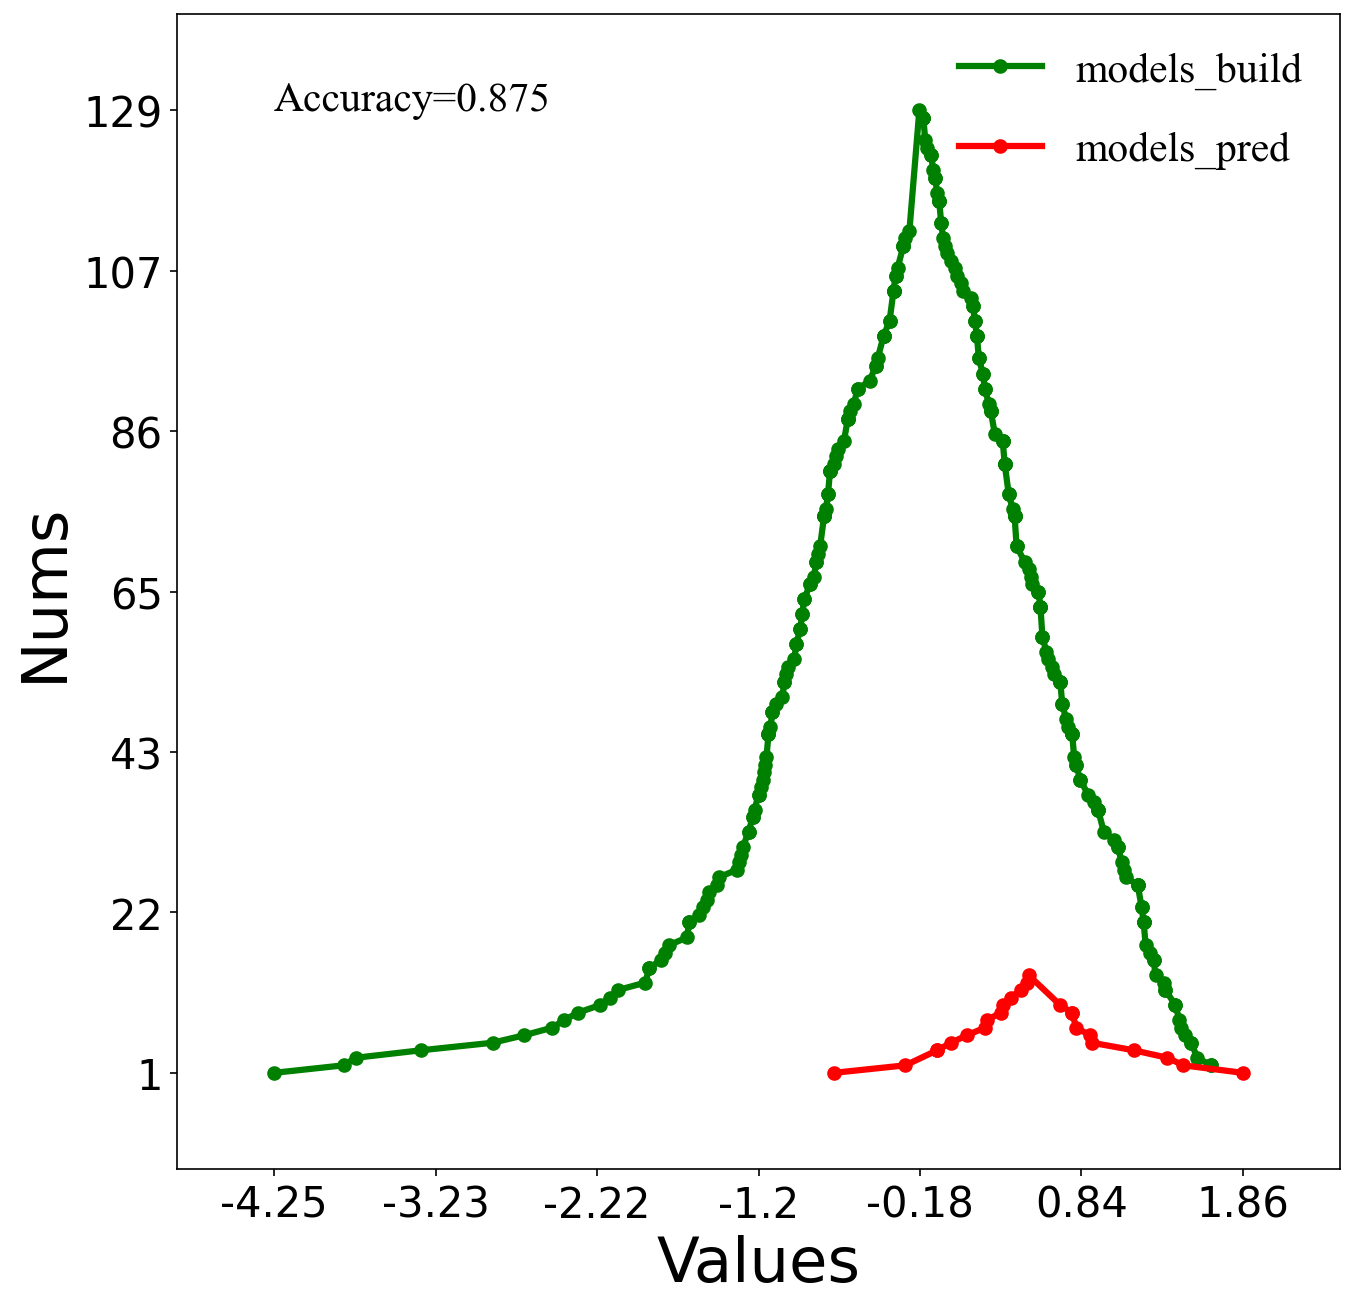 models_build
Accuracy=0.875
models_pred
129
107
86
65
43
22
1
Nums
-4.25 -3.23 -2.22 -1.2 -0.18 0.84 1.86
Values